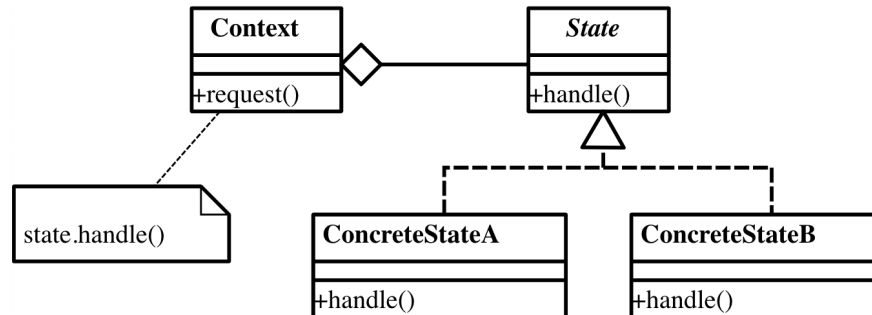 Context
+request()
State
+handle()
state.handle()
ConcreteStateA
+handle()
ConcreteStateB
+handle()